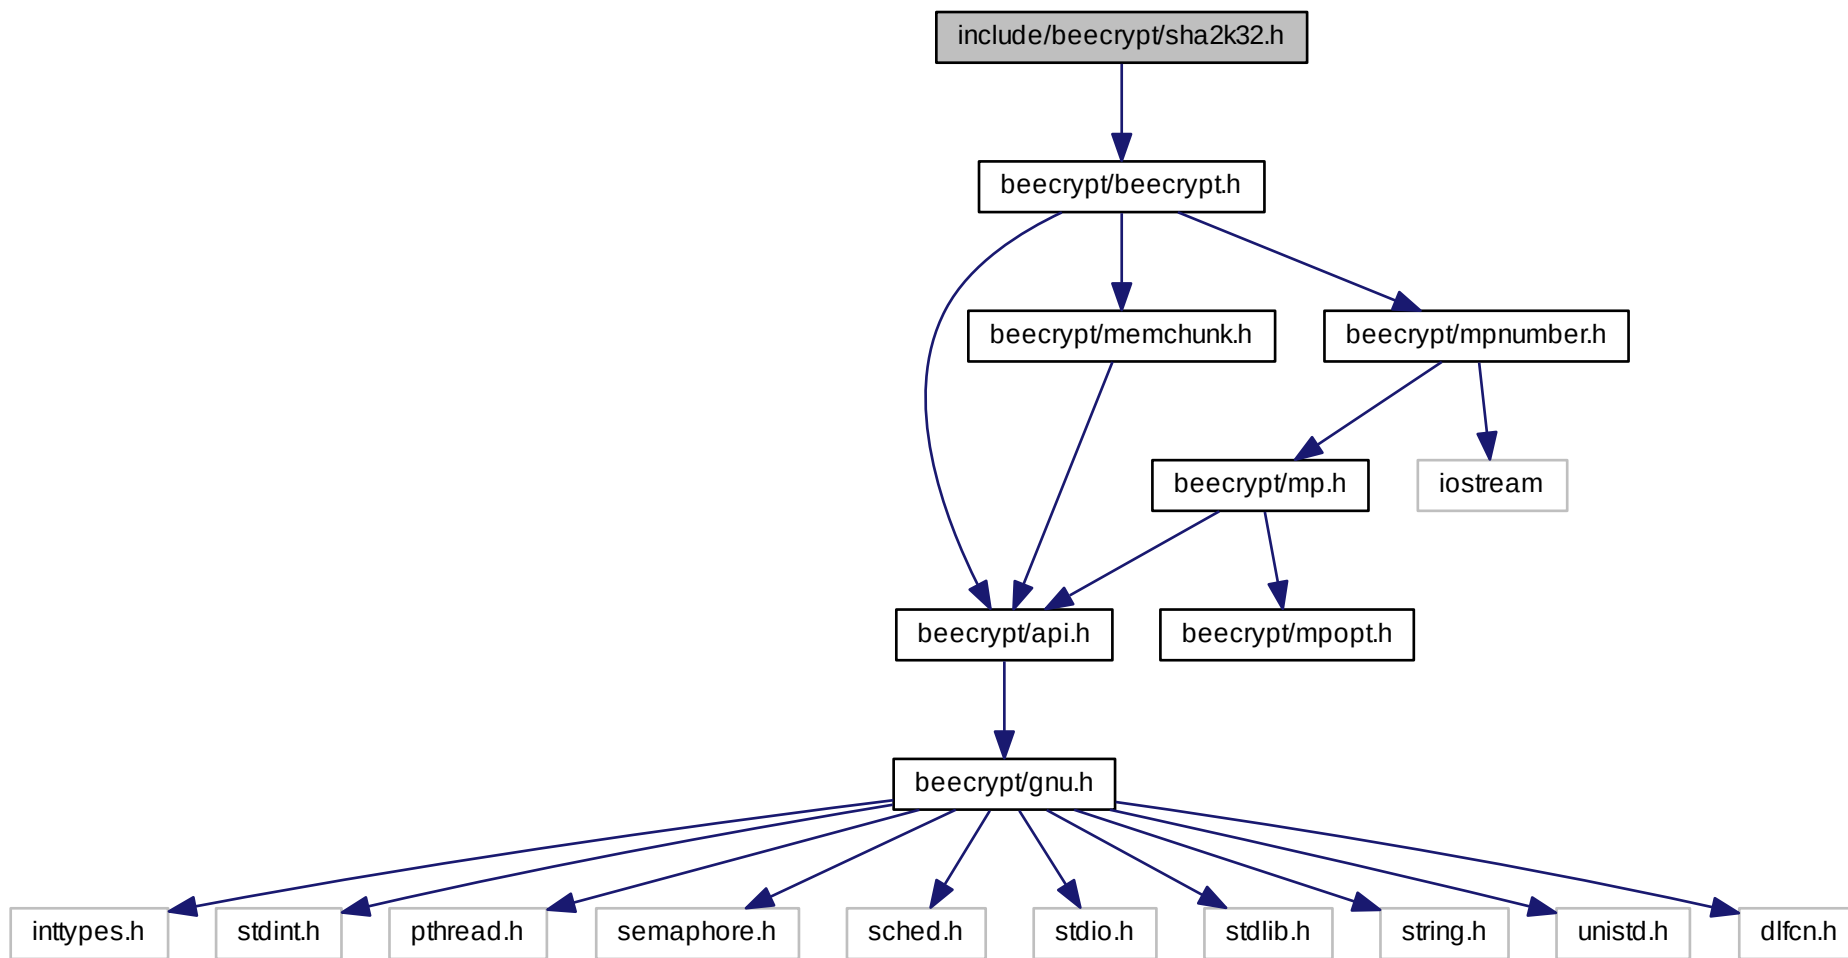 include/beecrypt/sha2k32.h
beecrypt/beecrypt.h
beecrypt/memchunk.h
beecrypt/mpnumber.h
beecrypt/mp.h
iostream
beecrypt/api.h
beecrypt/mpopt.h
beecrypt/gnu.h
inttypes.h
stdint.h
pthread.h
semaphore.h
sched.h
stdio.h
stdlib.h
string.h
unistd.h
dlfcn.h